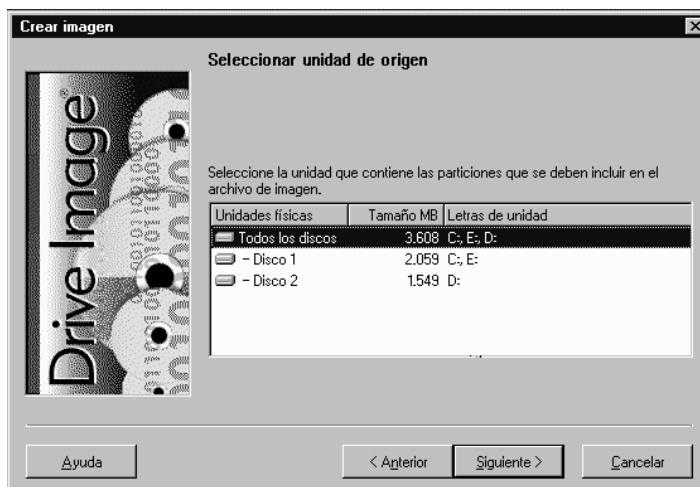 Crear imagen
Seleccionar unidad de origen
Drive Image®
Seleccione la unidad que contiene las particiones que se deben incluir en el
archivo de imagen.
Unidades físicas Tamaño MB Letras de unidad
Todos los discos 3.608 C:, E:, D:
- Disco 1 2.059 C:, E:
- Disco 2 1.549 D:
Ayuda < Anterior Siguiente > Cancelar